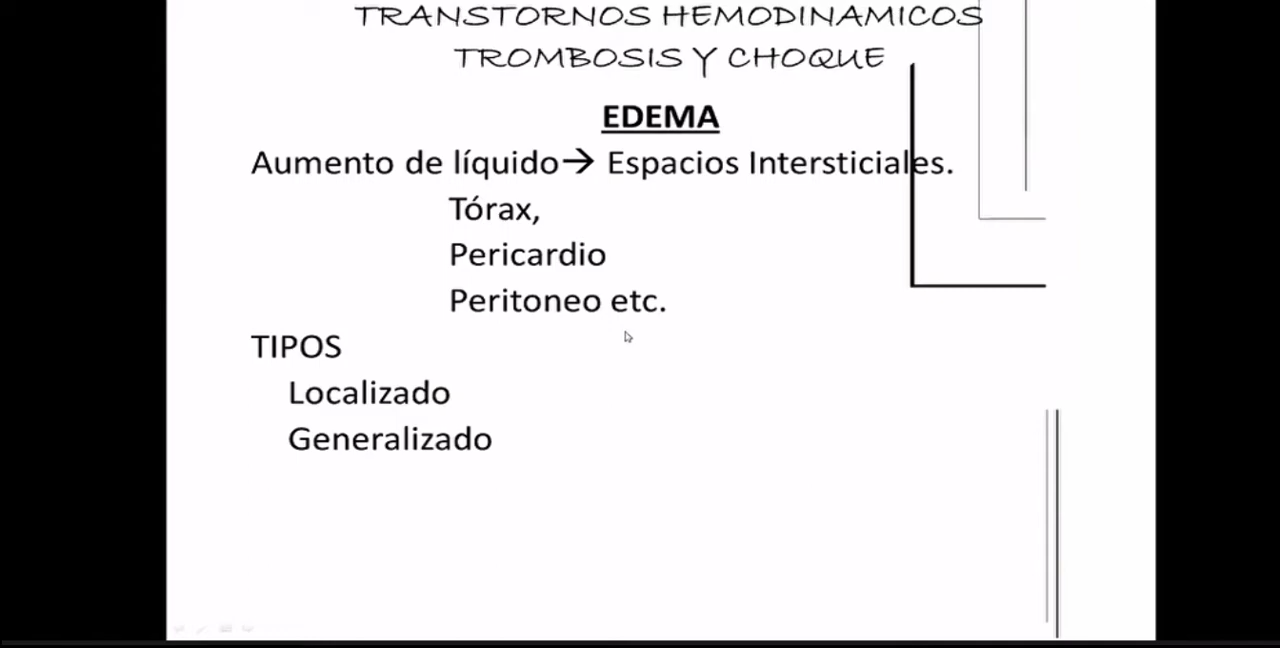 TRANSTORNOS HEMODINAMICOS
TROMBOSIS Y CHOQUE
EDEMA
Aumento de líquido→ Espacios Intersticiales.
Tórax,
Pericardio
Peritoneo etc.
TIPOS
Localizado
Generalizado